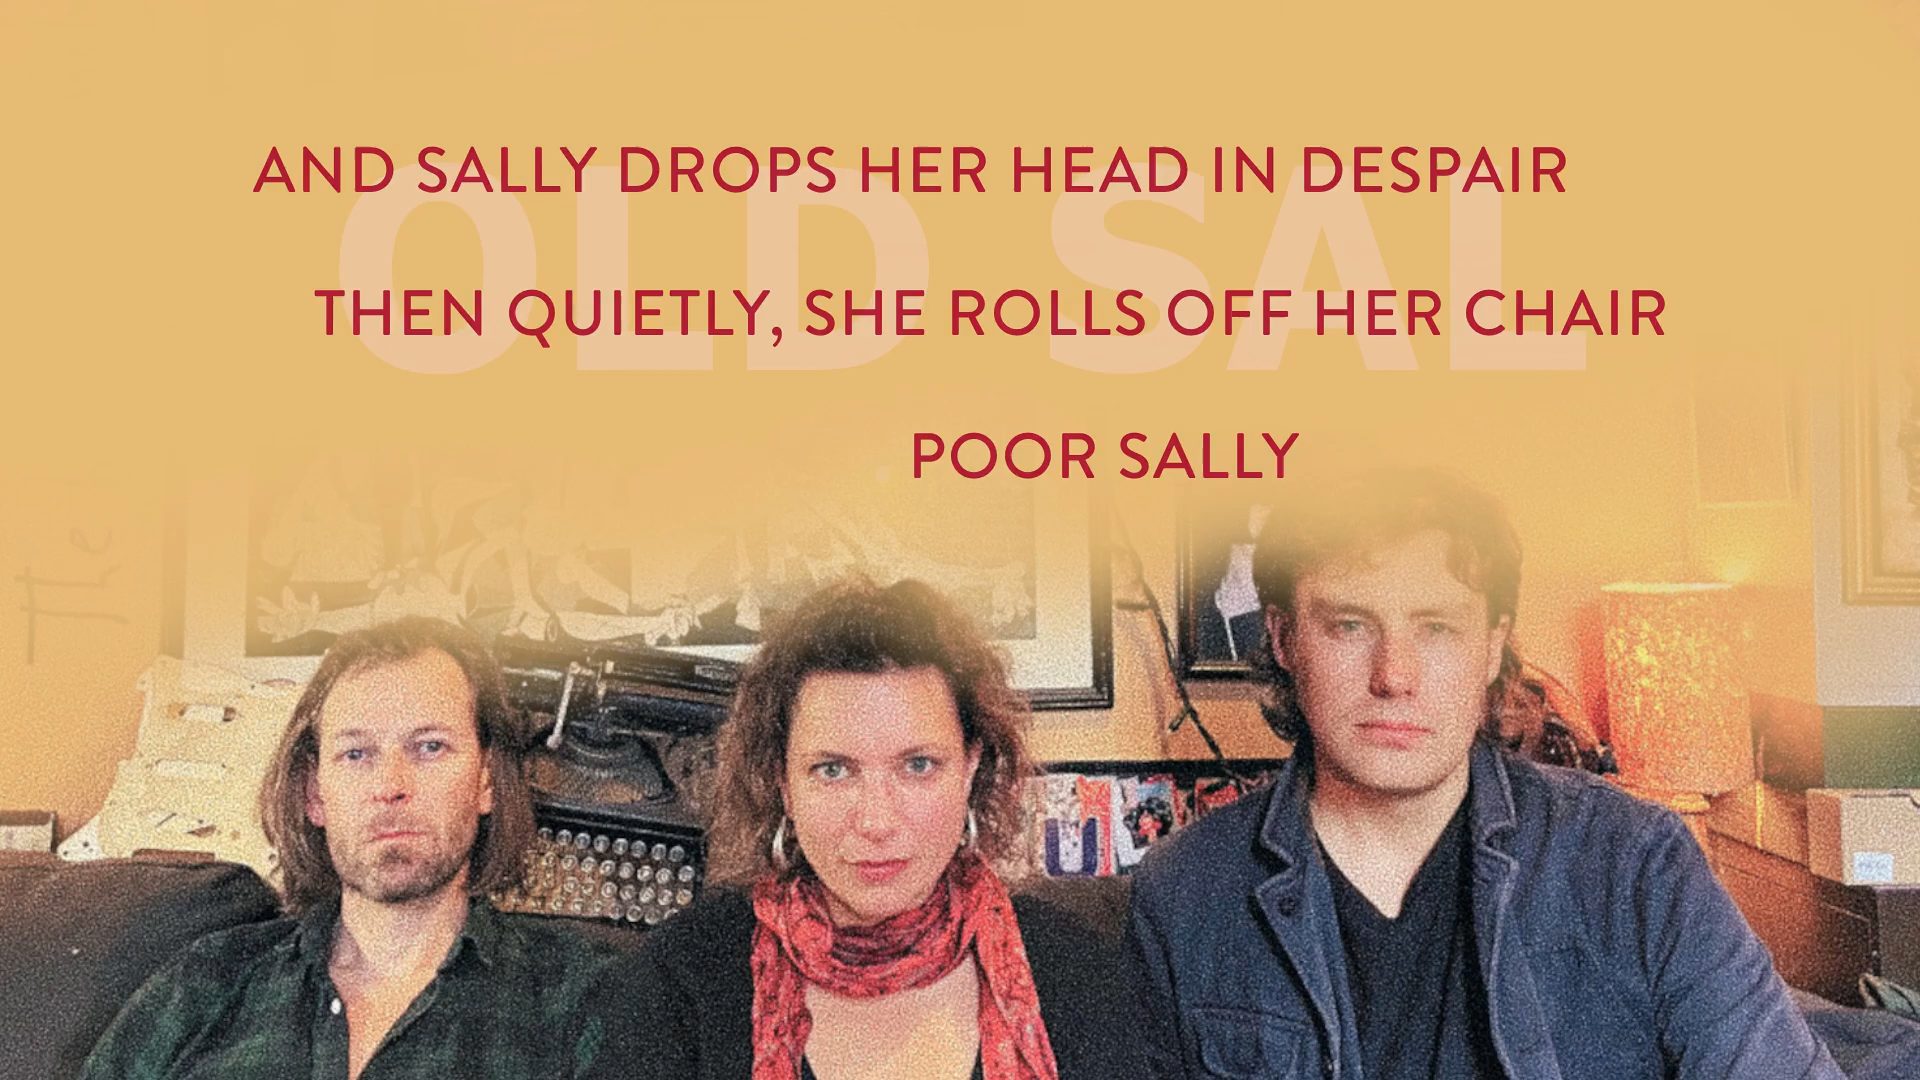 AND SALLY DROPS HER HEAD IN DESPAIR
OLD SAL
THEN QUIETLY, SHE ROLLS OFF HER CHAIR
POOR SALLY